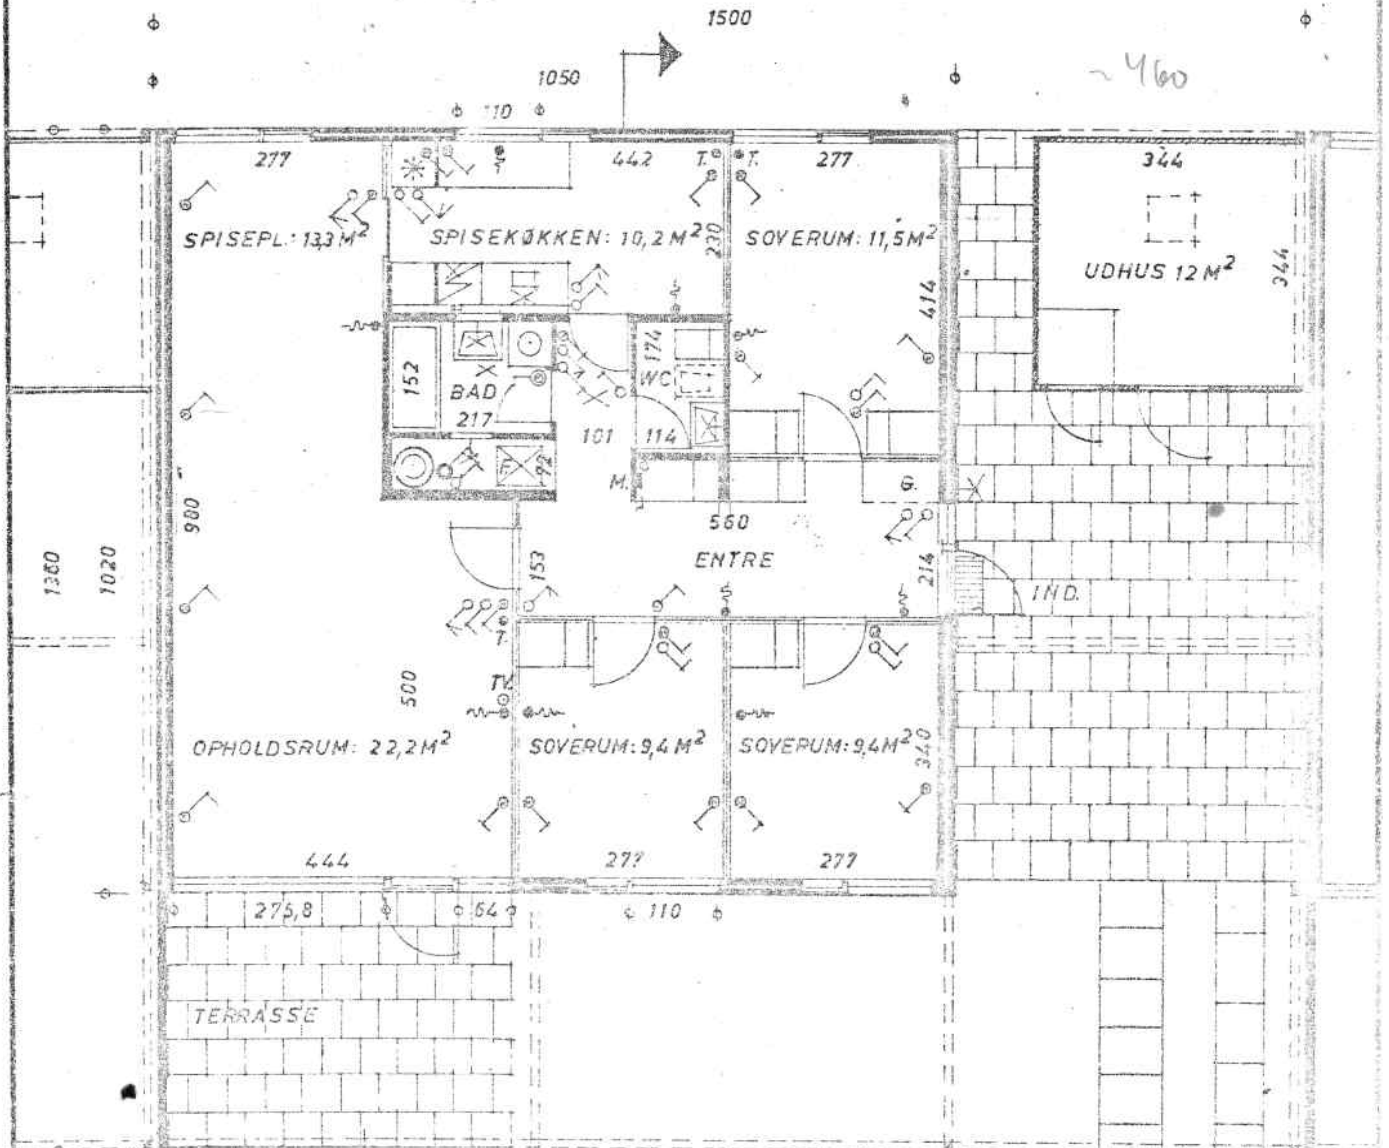 1500
1050
~ 460
110
277
442
T.
T.
277
344
SPISEPL.: 13,3 M²
SPISEKØKKEN: 10,2 M²
230
SOVERUM: 11,5 M²
UDHUS 12 M²
344
414
152
BAD
217
174
WC
101
114
F
92
M.
G.
980
560
ENTRE
153
214
IND.
1360
1020
T.
500
TV.
OPHOLDSRUM: 22,2 M²
SOVERUM: 9,4 M²
SOVERUM: 9,4 M²
340
444
277
277
275,8
64
110
TERRASSE